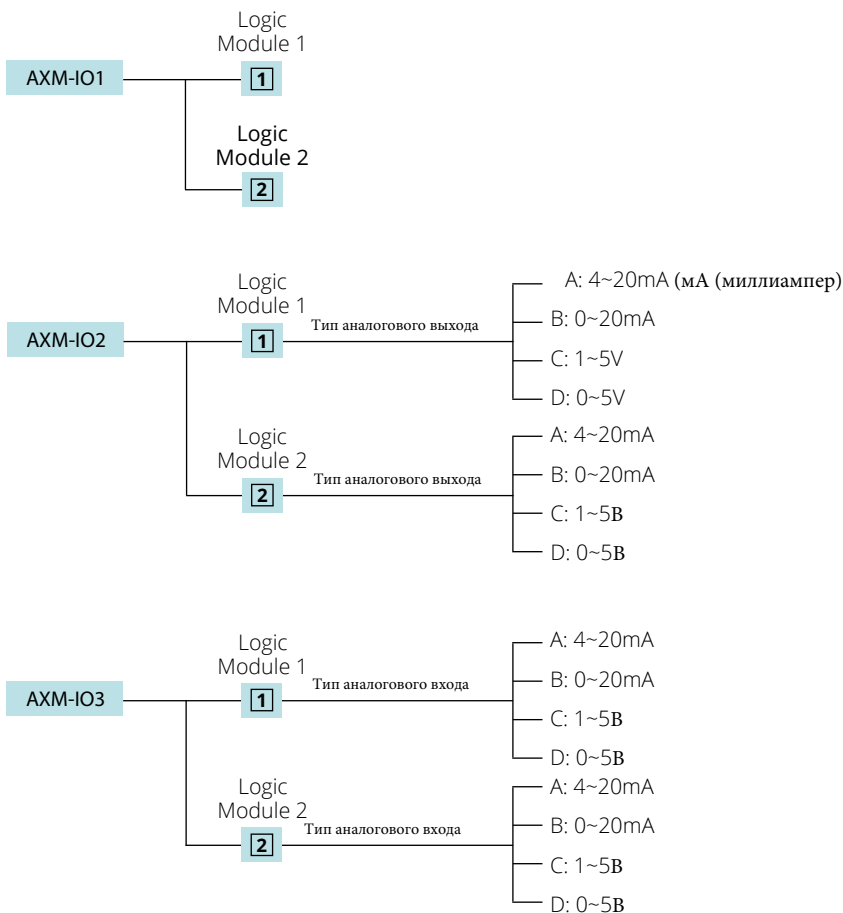 Logic
Module 1
AXM-IO1
1
Logic
Module 2
2
Logic
Module 1
AXM-IO2
1
Тип аналогового выхода
A: 4~20mA (мА (миллиампер)
B: 0~20mA
C: 1~5V
D: 0~5V
Logic
Module 2
2
Тип аналогового выхода
A: 4~20mA
B: 0~20mA
C: 1~5В
D: 0~5В
Logic
Module 1
AXM-IO3
1
Тип аналогового входа
A: 4~20mA
B: 0~20mA
C: 1~5В
D: 0~5В
Logic
Module 2
2
Тип аналогового входа
A: 4~20mA
B: 0~20mA
C: 1~5В
D: 0~5В